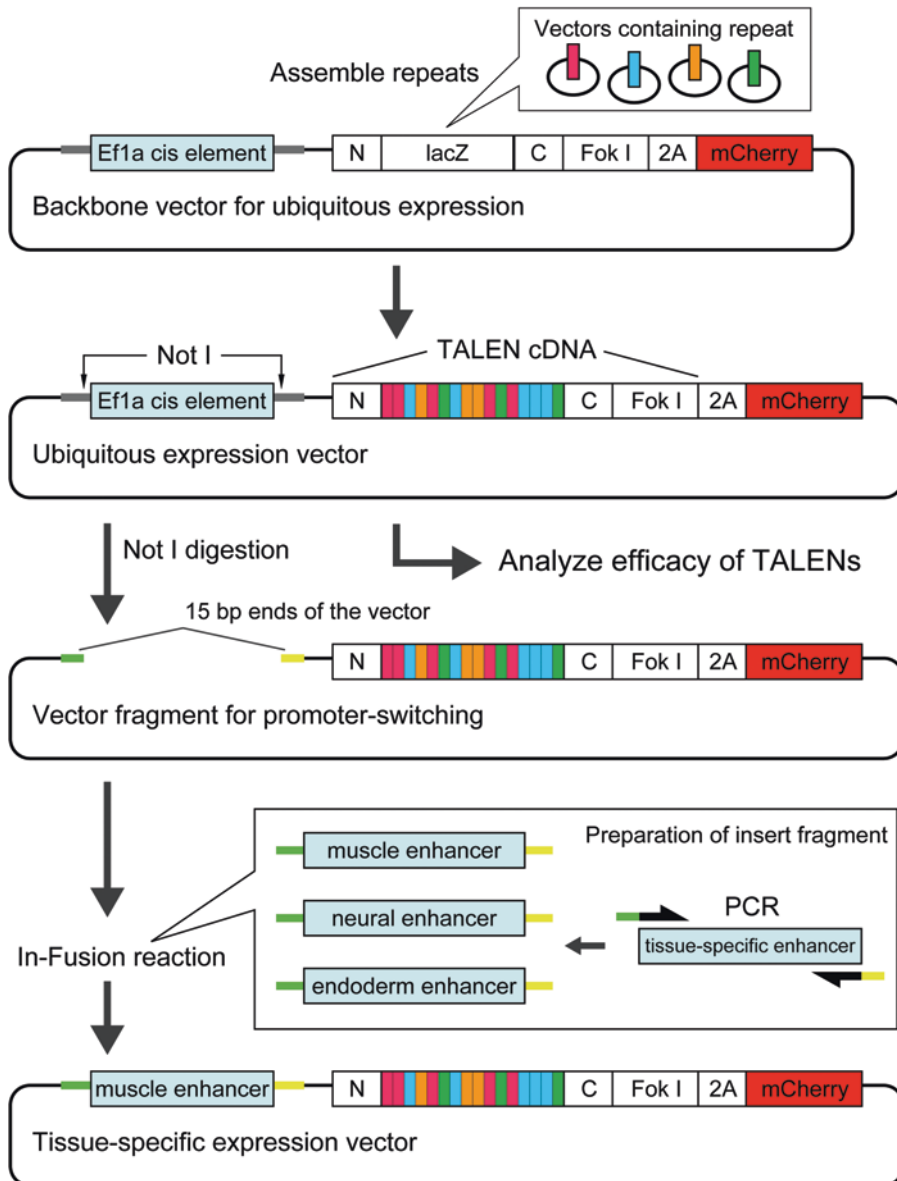 Vectors containing repeat
Assemble repeats
Ef1a cis element
N lacZ C Fok I 2A mCherry
Backbone vector for ubiquitous expression
Not I
TALEN cDNA
Ef1a cis element
N C Fok I 2A mCherry
Ubiquitous expression vector
Not I digestion
Analyze efficacy of TALENs
15 bp ends of the vector
N C Fok I 2A mCherry
Vector fragment for promoter-switching
Preparation of insert fragment
muscle enhancer
neural enhancer
endoderm enhancer
PCR
tissue-specific enhancer
In-Fusion reaction
muscle enhancer
N C Fok I 2A mCherry
Tissue-specific expression vector